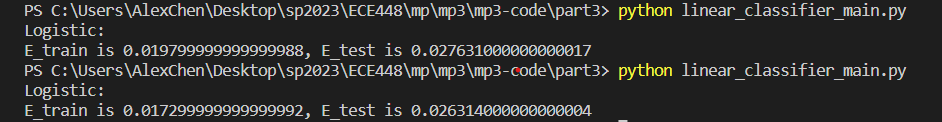 PS C:\Users\AlexChen\Desktop\sp2023\ECE448\mp\mp3\mp3-code\part3> python linear_classifier_main.py
Logistic:
E_train is 0.019799999999999988, E_test is 0.027631000000000017
PS C:\Users\AlexChen\Desktop\sp2023\ECE448\mp\mp3\mp3-code\part3> python linear_classifier_main.py
Logistic:
E_train is 0.017299999999999992, E_test is 0.026314000000000004